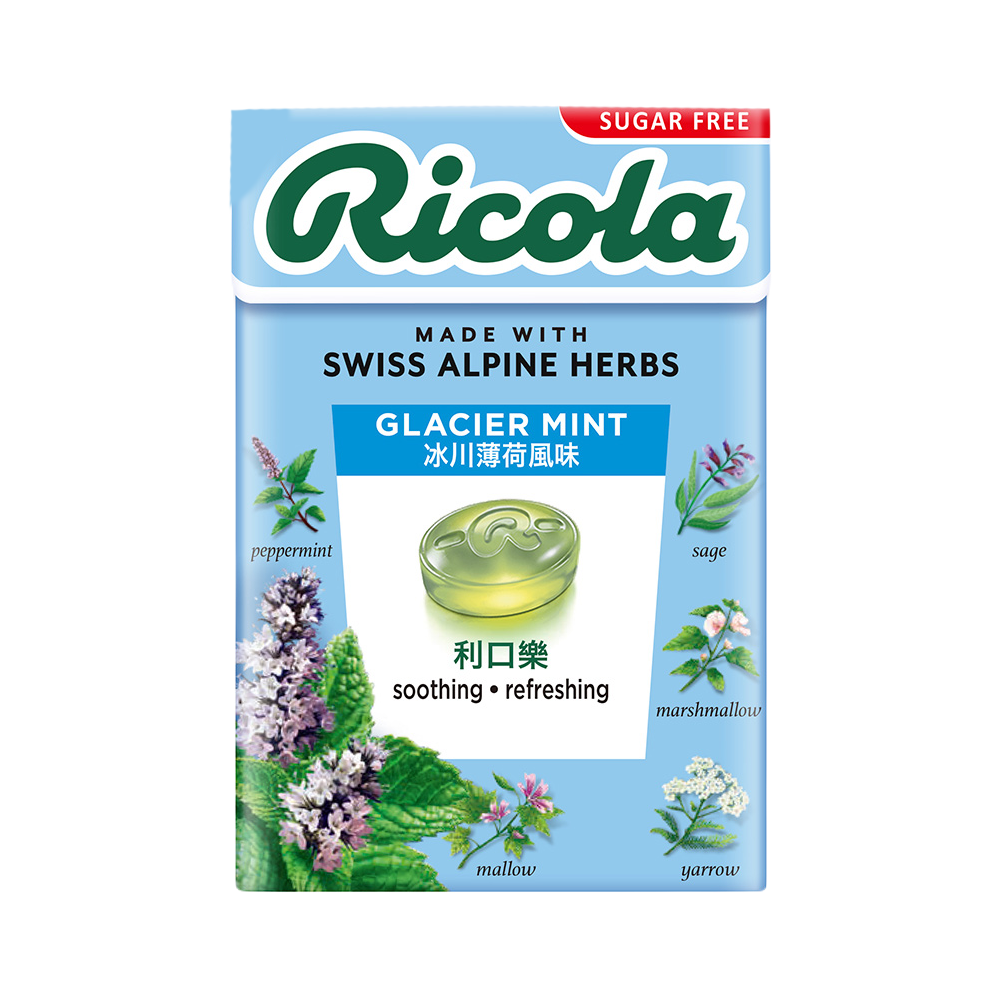 SUGAR FREE
Ricola
MADE WITH
SWISS ALPINE HERBS
GLACIER MINT
冰川薄荷風味
peppermint
sage
利口樂
soothing • refreshing
marshmallow
mallow
yarrow